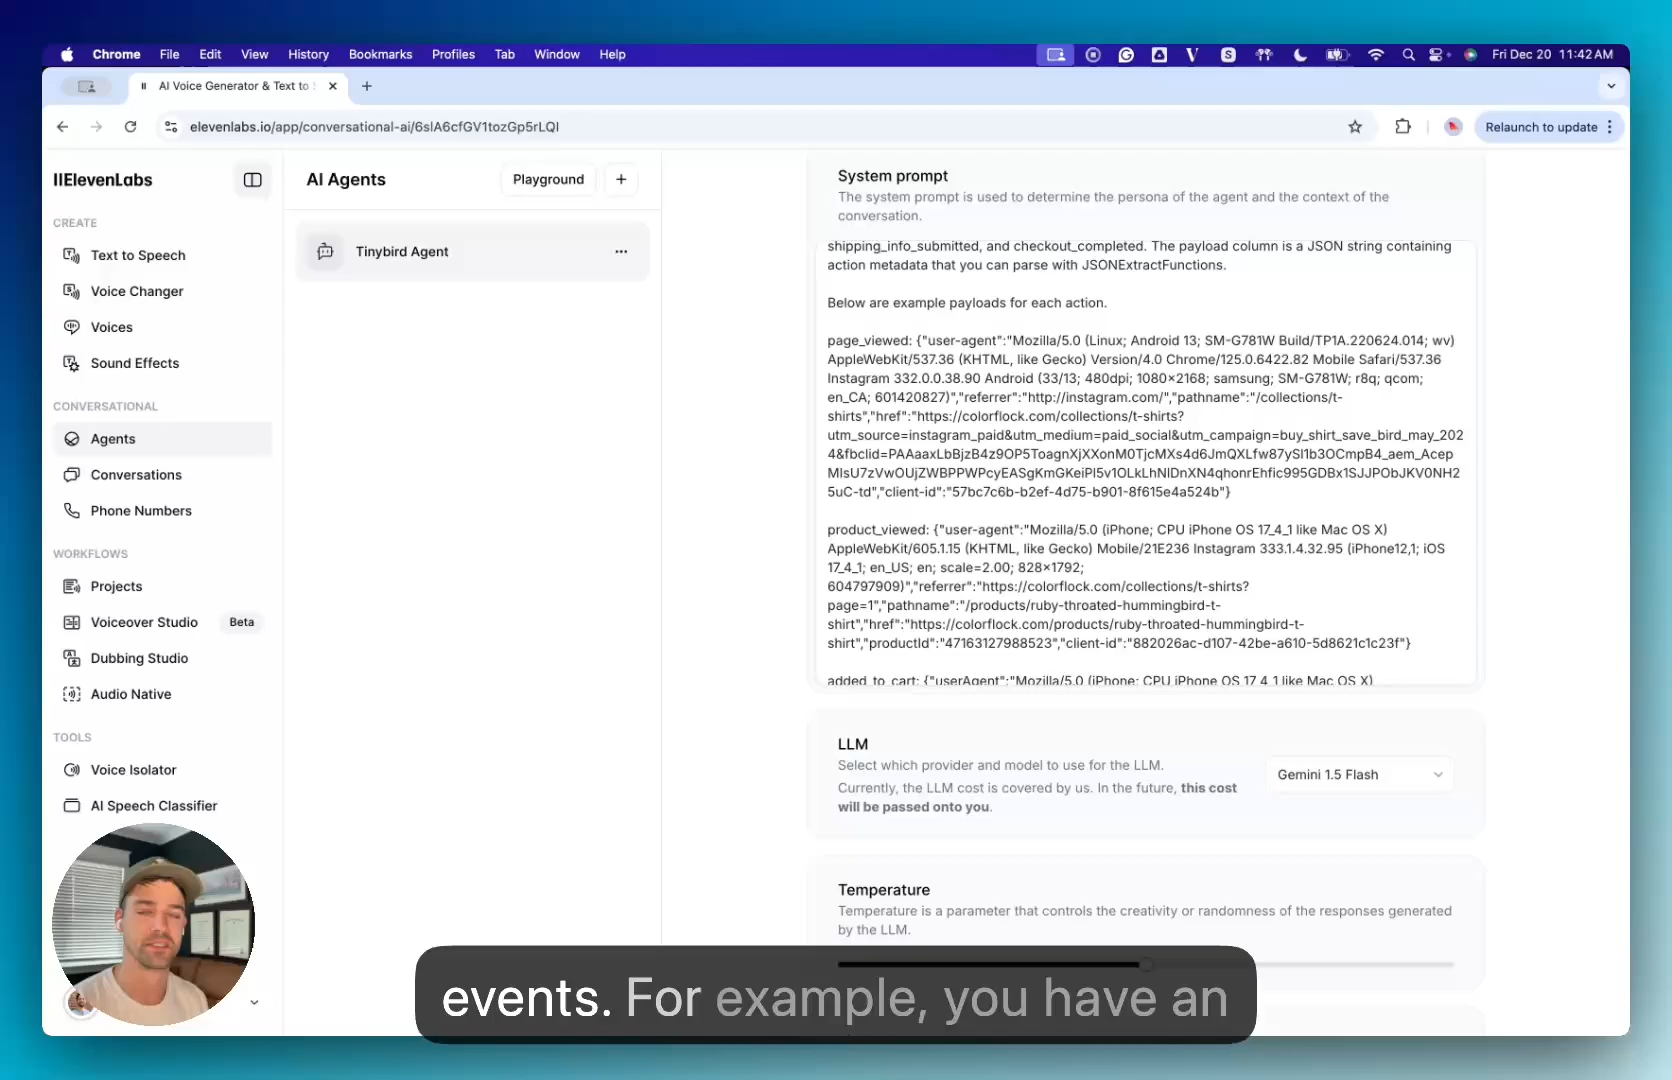 Chrome File Edit View History Bookmarks Profiles Tab Window Help
Fri Dec 20 11:42 AM
AI Voice Generator & Text to S
elevenlabs.io/app/conversational-ai/6slA6cfGV1tozGp5rLQI
Relaunch to update
IIElevenLabs
CREATE
Text to Speech
Voice Changer
Voices
Sound Effects
CONVERSATIONAL
Agents
Conversations
Phone Numbers
WORKFLOWS
Projects
Voiceover Studio Beta
Dubbing Studio
Audio Native
TOOLS
Voice Isolator
AI Speech Classifier
AI Agents
Playground
Tinybird Agent
System prompt
The system prompt is used to determine the persona of the agent and the context of the
conversation.
shipping_info_submitted, and checkout_completed. The payload column is a JSON string containing
action metadata that you can parse with JSONExtractFunctions.
Below are example payloads for each action.
page_viewed: {"user-agent":"Mozilla/5.0 (Linux; Android 13; SM-G781W Build/TP1A.220624.014; wv)
AppleWebKit/537.36 (KHTML, like Gecko) Version/4.0 Chrome/125.0.6422.82 Mobile Safari/537.36
Instagram 332.0.0.38.90 Android (33/13; 480dpi; 1080x2168; samsung; SM-G781W; r8q; qcom;
en_CA; 601420827)","referrer":"http://instagram.com/","pathname":"/collections/t-
shirts","href":"https://colorflock.com/collections/t-shirts?
utm_source=instagram_paid&utm_medium=paid_social&utm_campaign=buy_shirt_save_bird_may_202
4&fbclid=PAAaaxLbBjzB4z9OP5ToagnXjXXonM0TjcMXs4d6JmQXLfw87ySI1b3OCmpB4_aem_Acep
MIsU7zVwOUjZWBPPWPcyEASgKmGKeiPl5v1OLkLhNlDnXN4qhonrEhfic995GDBx1SJJPObJKV0NH2
5uC-td","client-id":"57bc7c6b-b2ef-4d75-b901-8f615e4a524b"}
product_viewed: {"user-agent":"Mozilla/5.0 (iPhone; CPU iPhone OS 17_4_1 like Mac OS X)
AppleWebKit/605.1.15 (KHTML, like Gecko) Mobile/21E236 Instagram 333.1.4.32.95 (iPhone12,1; iOS
17_4_1; en_US; en; scale=2.00; 828x1792;
604797909)","referrer":"https://colorflock.com/collections/t-shirts?
page=1","pathname":"/products/ruby-throated-hummingbird-t-
shirt","href":"https://colorflock.com/products/ruby-throated-hummingbird-t-
shirt","productId":"47163127988523","client-id":"882026ac-d107-42be-a610-5d8621c1c23f"}
added_to_cart: {"userAgent":"Mozilla/5.0 (iPhone; CPU iPhone OS 17_4_1 like Mac OS X)
LLM
Select which provider and model to use for the LLM.
Currently, the LLM cost is covered by us. In the future, this cost
will be passed onto you.
Gemini 1.5 Flash
Temperature
Temperature is a parameter that controls the creativity or randomness of the responses generated
by the LLM.
events. For example, you have an